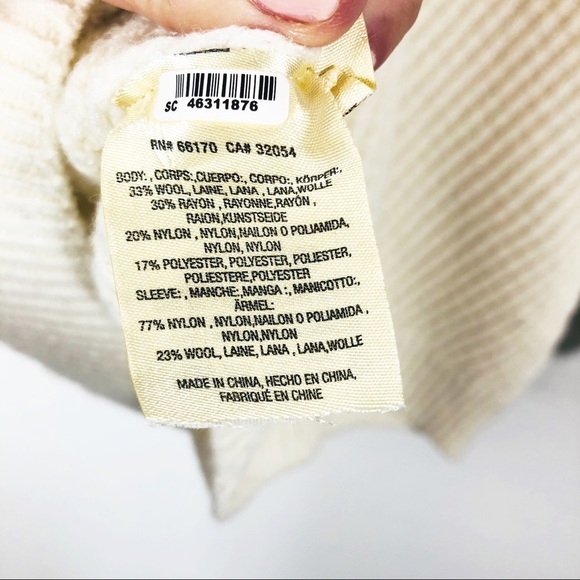 SC 46311876
RN# 66170 CA# 32054
BODY: , CORPS:,CUERPO:, CORPO:, KÖRPER:,
33% WOOL, LAINE, LANA , LANA,WOLLE
30% RAYON , RAYONNE,RAYÓN ,
RAION,KUNSTSEIDE
20% NYLON , NYLON,NAILON O POLIAMIDA,
NYLON, NYLON
17% POLYESTER, POLYESTER, POLIESTER,
POLIESTERE,POLYESTER
SLEEVE: , MANCHE:,MANGA :, MANICOTTO:,
ÄRMEL:
77% NYLON , NYLON,NAILON O POLIAMIDA ,
NYLON,NYLON
23% WOOL, LAINE, LANA , LANA,WOLLE
MADE IN CHINA, HECHO EN CHINA,
FABRIQUÉ EN CHINE